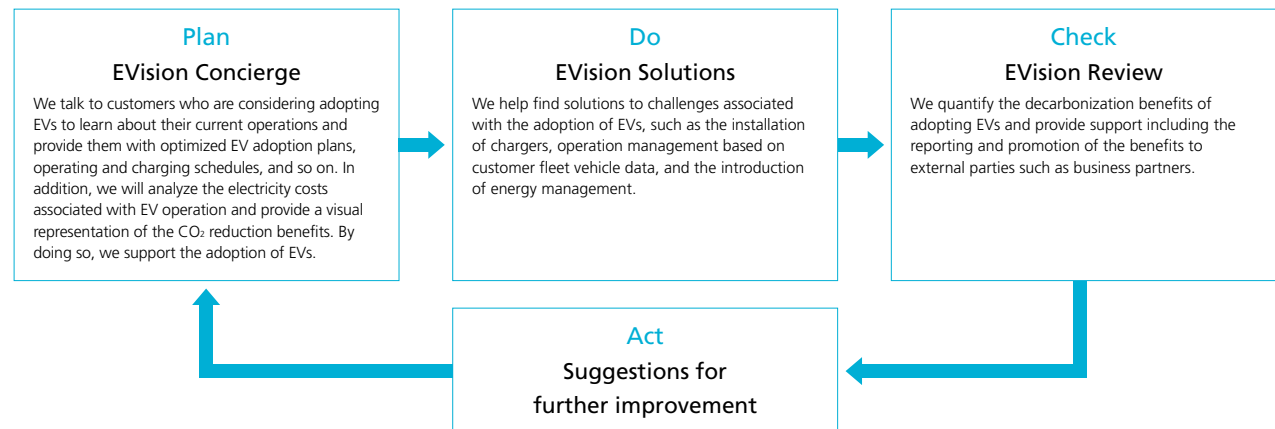 Plan
EVision Concierge
We talk to customers who are considering adopting
EVs to learn about their current operations and
provide them with optimized EV adoption plans,
operating and charging schedules, and so on. In
addition, we will analyze the electricity costs
associated with EV operation and provide a visual
representation of the CO₂ reduction benefits. By
doing so, we support the adoption of EVs.
Do
EVision Solutions
We help find solutions to challenges associated
with the adoption of EVs, such as the installation
of chargers, operation management based on
customer fleet vehicle data, and the introduction
of energy management.
Check
EVision Review
We quantify the decarbonization benefits of
adopting EVs and provide support including the
reporting and promotion of the benefits to
external parties such as business partners.
Act
Suggestions for
further improvement